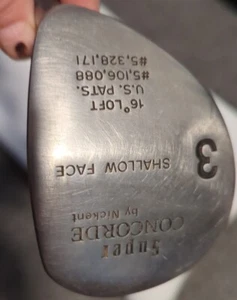 Super
CONCORDE
by Nickent
3
SHALLOW FACE
16° LOFT
U.S. PATS.
#5,106,088
#5,328,171